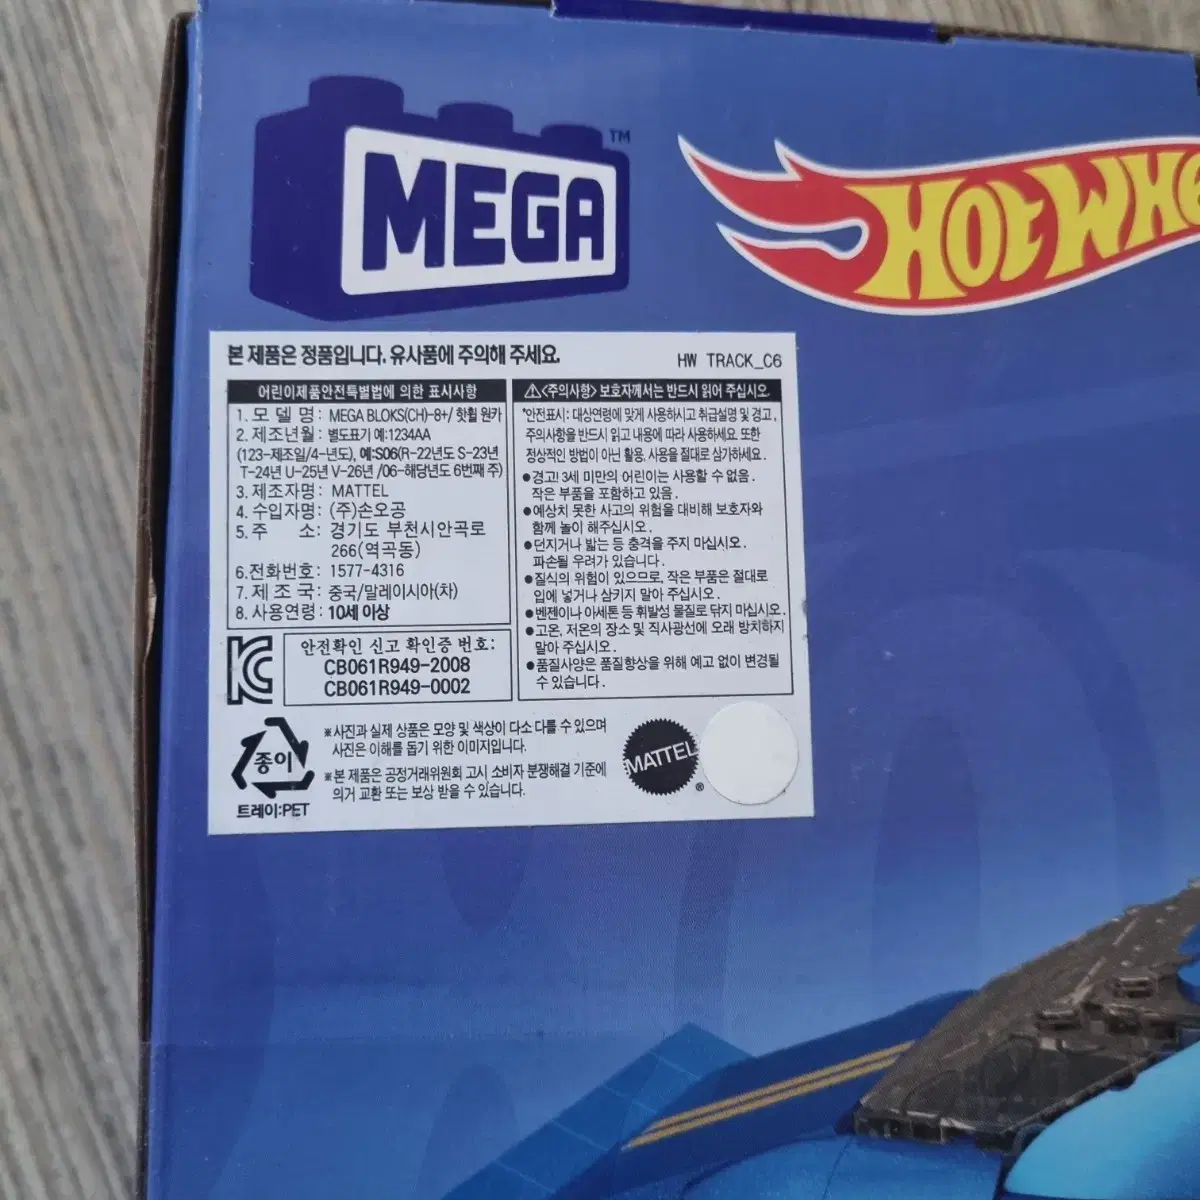 MEGA™
HOT WHE
본 제품은 정품입니다. 유사품에 주의해 주세요.
HW TRACK_C6
어린이제품안전특별법에 의한 표시사항
1. 모 델 명: MEGA BLOKS(CH)-8+/ 핫휠 원카
2. 제조년월: 별도표기 예:1234AA
(123-제조일/4-년도), 예:S06(R-22년도 S-23년
T-24년 U-25년 V-26년 /06-해당년도 6번째 주)
3. 제조자명: MATTEL
4. 수입자명: (주)손오공
5. 주 소: 경기도 부천시안곡로
266(역곡동)
6.전화번호: 1577-4316
7. 제 조 국: 중국/말레이시아(차)
8. 사용연령: 10세 이상
안전확인 신고 확인증 번호:
CB061R949-2008
CB061R949-0002
⚠<주의사항> 보호자께서는 반드시 읽어 주십시오.
*안전표시: 대상연령에 맞게 사용하시고 취급설명 및 경고,
주의사항을 반드시 읽고 내용에 따라 사용하세요. 또한
정상적인 방법이 아닌 활용, 사용을 절대로 삼가하세요.
●경고! 3세 미만의 어린이는 사용할 수 없음.
작은 부품을 포함하고 있음.
●예상치 못한 사고의 위험을 대비해 보호자와
함께 놀이 해주십시오.
●던지거나 밟는 등 충격을 주지 마십시오.
파손될 우려가 있습니다.
●질식의 위험이 있으므로, 작은 부품은 절대로
입에 넣거나 삼키지 말아 주십시오.
●벤젠이나 아세톤 등 휘발성 물질로 닦지 마십시오.
●고온, 저온의 장소 및 직사광선에 오래 방치하지
말아 주십시오.
●품질사양은 품질향상을 위해 예고 없이 변경될
수 있습니다.
종이
트레이:PET
※사진과 실제 상품은 모양 및 색상이 다소 다를 수 있으며
사진은 이해를 돕기 위한 이미지입니다.
※본 제품은 공정거래위원회 고시 소비자 분쟁해결 기준에
의거 교환 또는 보상 받을 수 있습니다.
MATTEL®